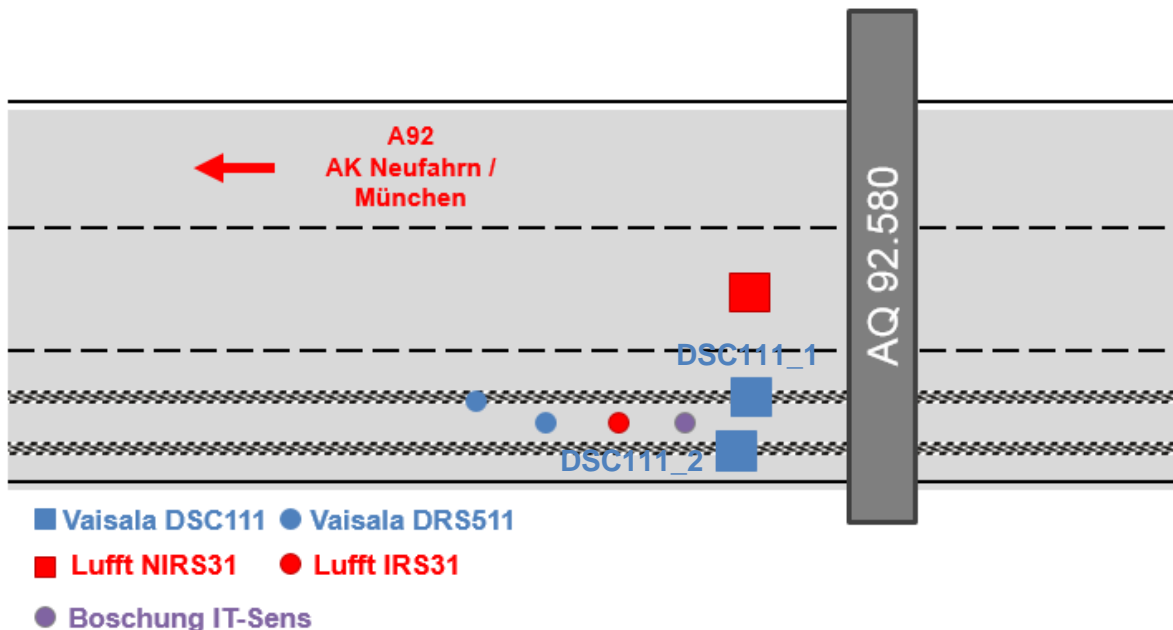 A92
AK Neufahrn /
München
AQ 92.580
DSC111_1
DSC111_2
Vaisala DSC111 Vaisala DRS511
Lufft NIRS31 Lufft IRS31
Boschung IT-Sens